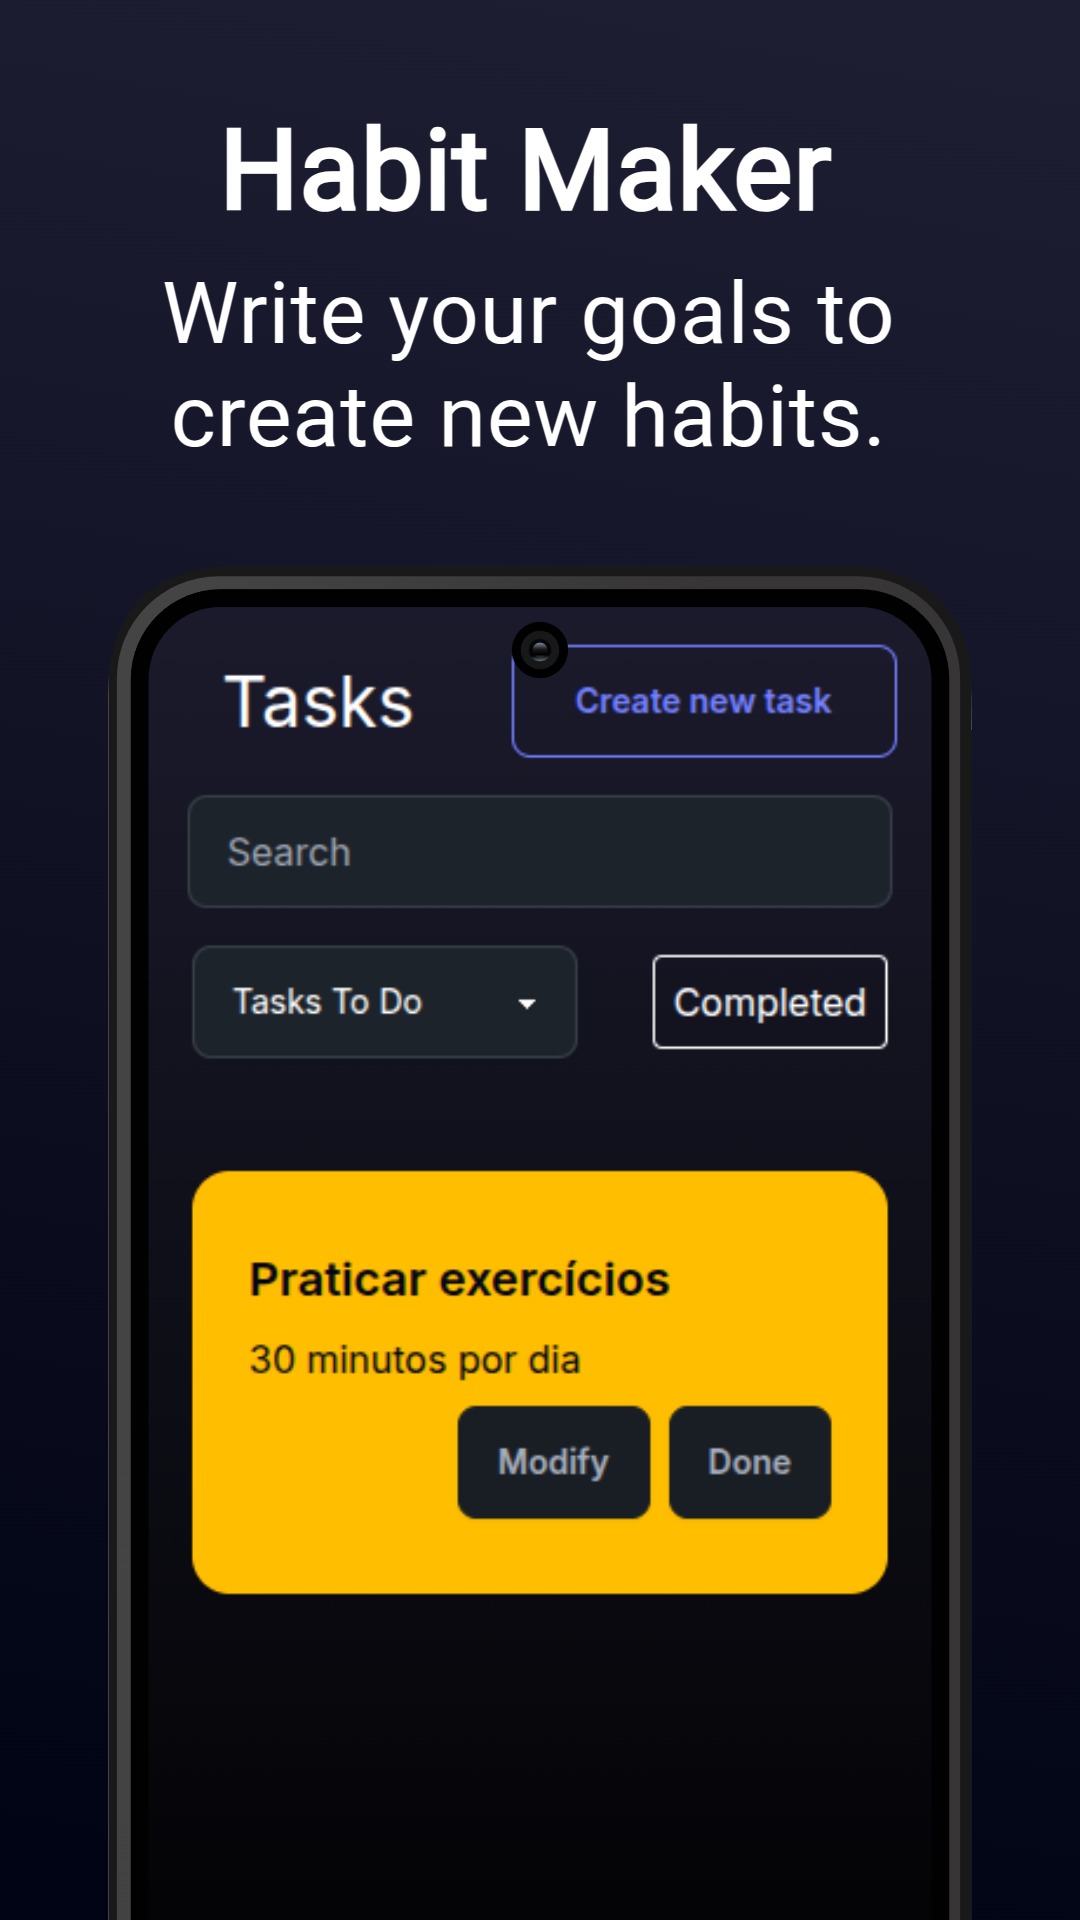 Habit Maker
Write your goals to
create new habits.
Tasks
Create new task
Search
Tasks To Do
Completed
Praticar exercícios
30 minutos por dia
Modify
Done